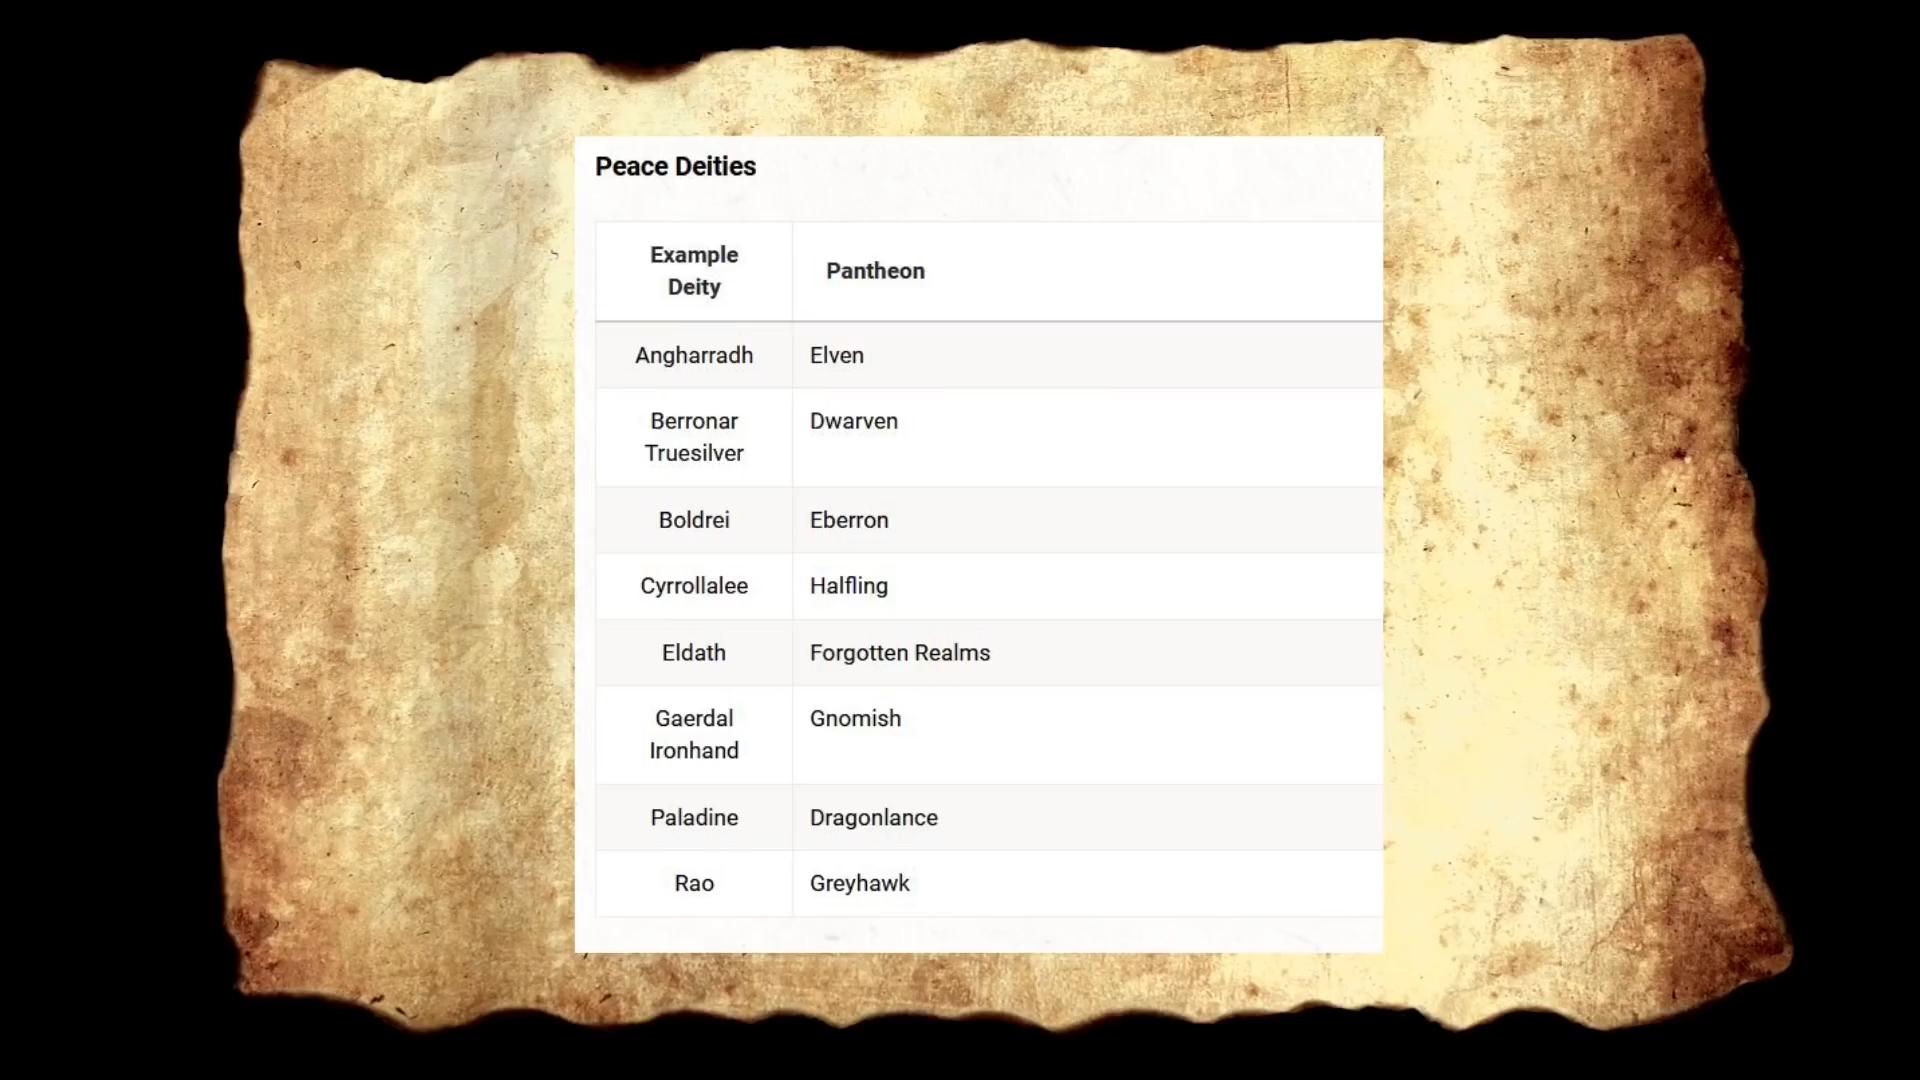 Peace Deities
Example
Deity
Pantheon
Angharradh
Elven
Berronar
Truesilver
Dwarven
Boldrei
Eberron
Cyrrollalee
Halfling
Eldath
Forgotten Realms
Gaerdal
Ironhand
Gnomish
Paladine
Dragonlance
Rao
Greyhawk